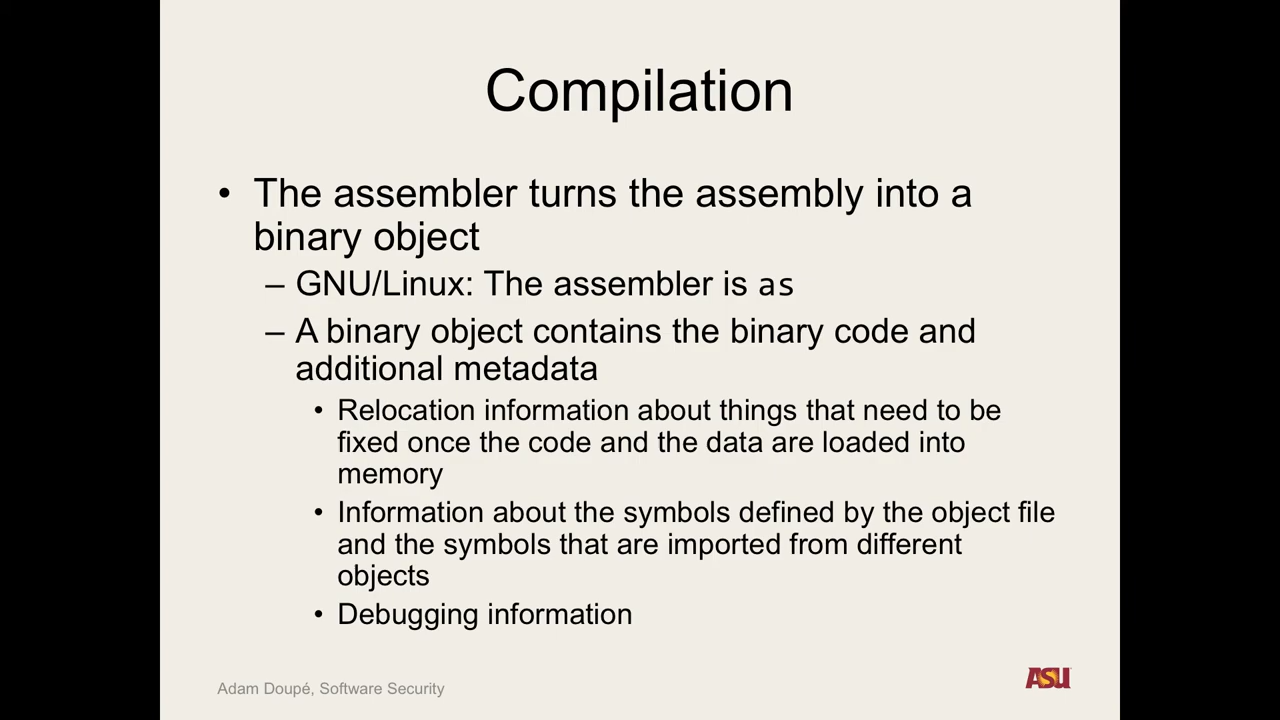 Compilation
• The assembler turns the assembly into a
binary object
– GNU/Linux: The assembler is as
– A binary object contains the binary code and
additional metadata
• Relocation information about things that need to be
fixed once the code and the data are loaded into
memory
• Information about the symbols defined by the object file
and the symbols that are imported from different
objects
• Debugging information
Adam Doupé, Software Security
ASU